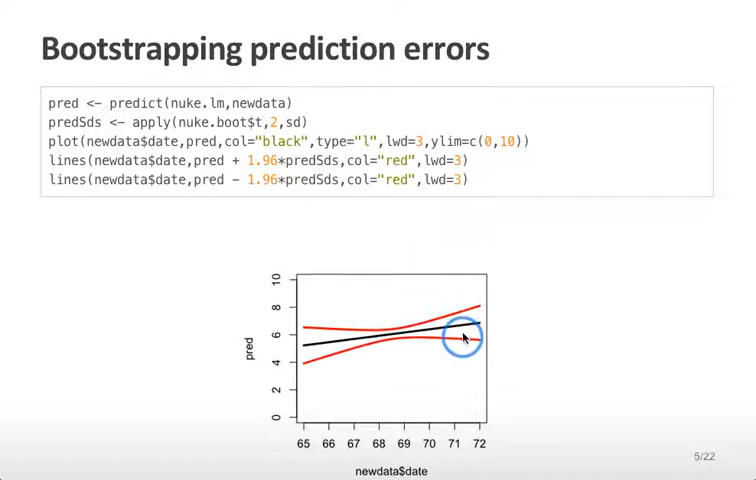 Bootstrapping prediction errors
pred <- predict(nuke.lm,newdata)
predSds <- apply(nuke.boot$t,2,sd)
plot(newdata$date,pred,col="black",type="l",lwd=3,ylim=c(0,10))
lines(newdata$date,pred + 1.96*predSds,col="red",lwd=3)
lines(newdata$date,pred - 1.96*predSds,col="red",lwd=3)
10
8
6
4
2
0
pred
65 66 67 68 69 70 71 72
newdata$date
5/22